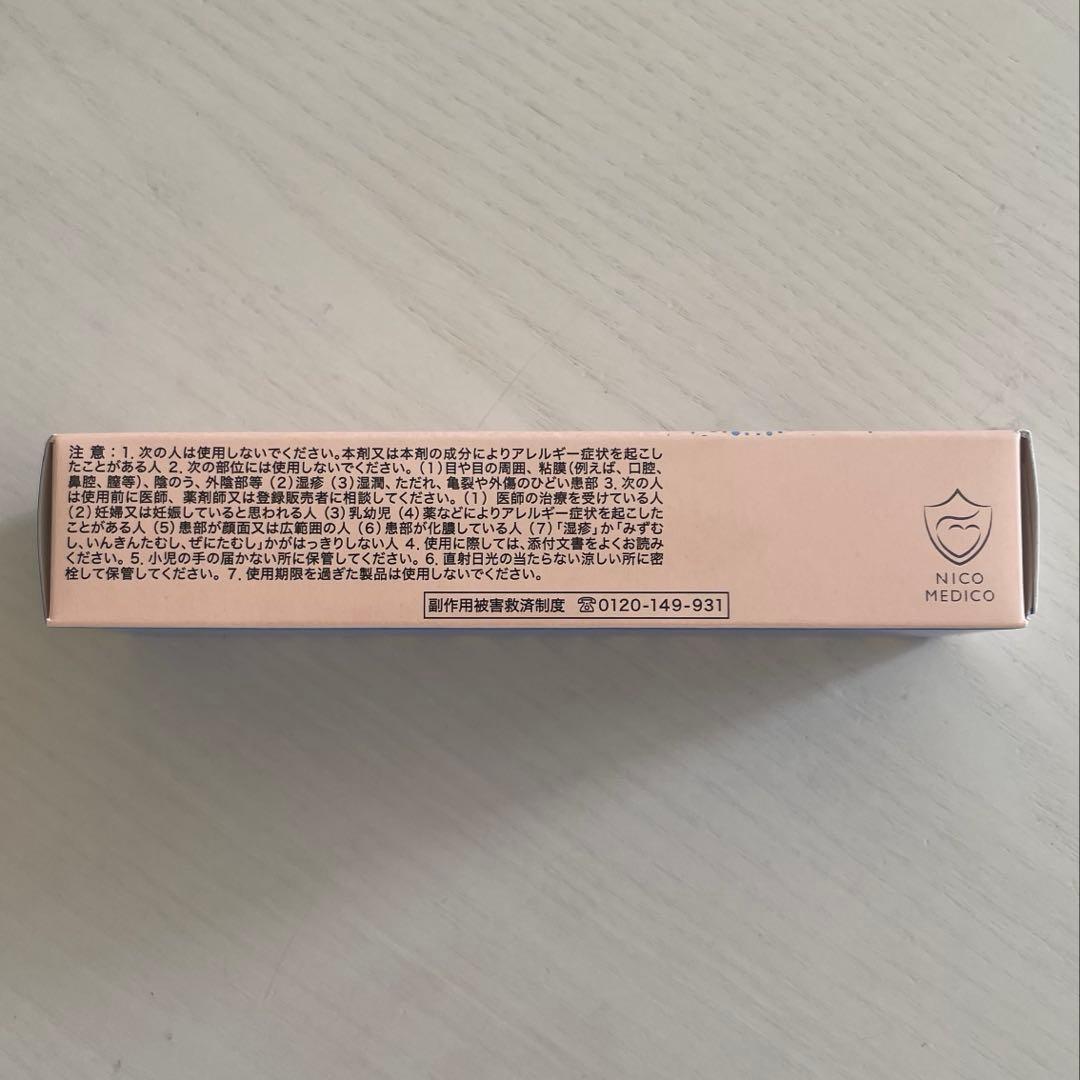 注 意：1. 次の人は使用しないでください。本剤又は本剤の成分によりアレルギー症状を起こし
たことがある人 2. 次の部位には使用しないでください。(1)目や目の周囲、粘膜(例えば、口腔、
鼻腔、膣等)、陰のう、外陰部等 (2)湿疹 (3)湿潤、ただれ、亀裂や外傷のひどい患部 3. 次の人
は使用前に医師、薬剤師又は登録販売者に相談してください。(1) 医師の治療を受けている人
(2)妊婦又は妊娠していると思われる人 (3)乳幼児 (4)薬などによりアレルギー症状を起こした
ことがある人 (5)患部が顔面又は広範囲の人 (6)患部が化膿している人 (7)「湿疹」か「みずむ
し、いんきんたむし、ぜにたむし」かがはっきりしない人 4. 使用に際しては、添付文書をよくお読み
ください。5. 小児の手の届かない所に保管してください。6. 直射日光の当たらない涼しい所に密
栓して保管してください。7. 使用期限を過ぎた製品は使用しないでください。
副作用被害救済制度 ☏0120-149-931
NICO
MEDICO